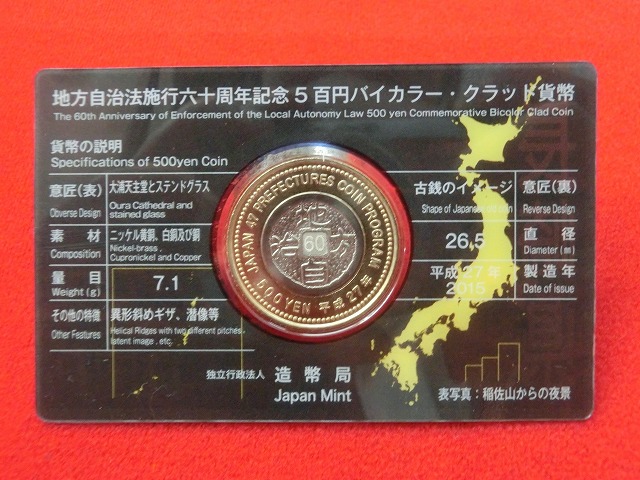 地方自治法施行六十周年記念5百円バイカラー・クラッド貨幣
The 60th Anniversary of Enforcement of the Local Autonomy Law 500 yen Commemorative Bicolor Clad Coin
貨幣の説明
Specifications of 500yen Coin
意匠(表) 大浦天主堂とステンドグラス
Obverse Design Oura Cathedral and stained glass
素材 ニッケル黄銅、白銅及び銅
Composition Nickel-brass, Cupronickel and Copper
量目 7.1
Weight(g)
その他の特徴 異形斜めギザ、潜像等
Other Features Helical Ridges with two different pitches, latent image, etc.
JAPAN 47 PREFECTURES COIN PROGRAM
地方自治
60
500YEN 平成27年
古銭のイメージ 意匠(裏)
Shape of Japanese Reverse Design
26.5 直径
Diameter(m)
平成27年 製造年
2015 Date of issue
独立行政法人 造幣局
Japan Mint
表写真:稲佐山からの夜景